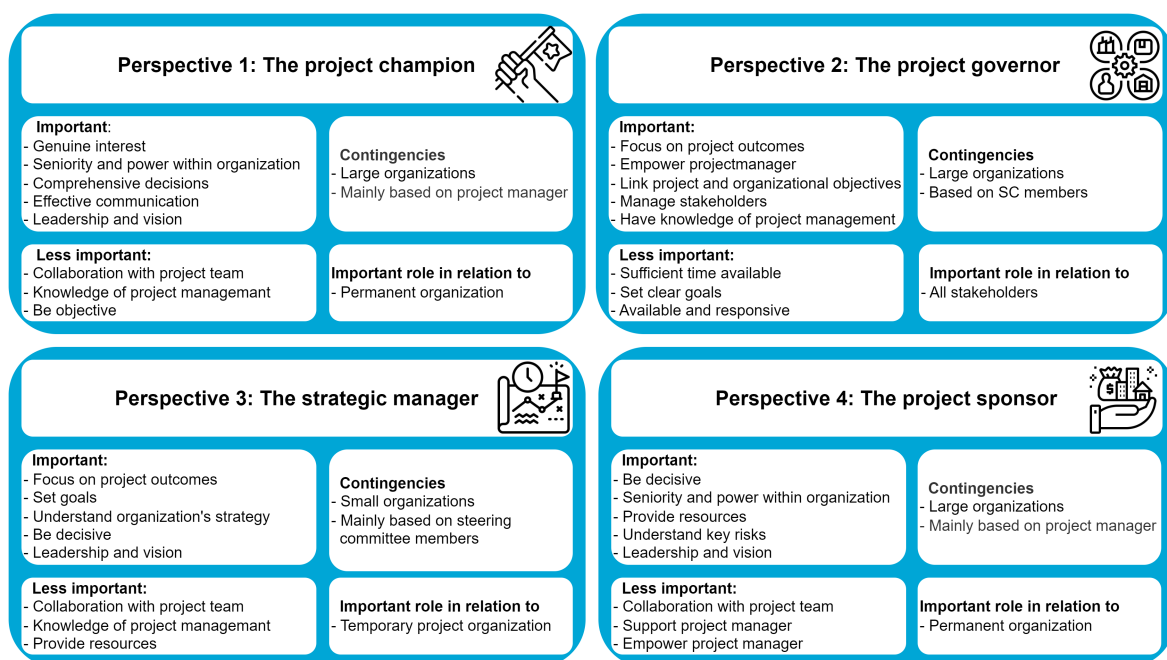 Perspective 1: The project champion
Important:
- Genuine interest
- Seniority and power within organization
- Comprehensive decisions
- Effective communication
- Leadership and vision
Contingencies
- Large organizations
- Mainly based on project manager
Less important:
- Collaboration with project team
- Knowledge of project managemant
- Be objective
Important role in relation to
- Permanent organization
Perspective 2: The project governor
Important:
- Focus on project outcomes
- Empower projectmanager
- Link project and organizational objectives
- Manage stakeholders
- Have knowledge of project management
Contingencies
- Large organizations
- Based on SC members
Less important:
- Sufficient time available
- Set clear goals
- Available and responsive
Important role in relation to
- All stakeholders
Perspective 3: The strategic manager
Important:
- Focus on project outcomes
- Set goals
- Understand organization's strategy
- Be decisive
- Leadership and vision
Contingencies
- Small organizations
- Mainly based on steering
committee members
Less important:
- Collaboration with project team
- Knowledge of project management
- Provide resources
Important role in relation to
- Temporary project organization
Perspective 4: The project sponsor
Important:
- Be decisive
- Seniority and power within organization
- Provide resources
- Understand key risks
- Leadership and vision
Contingencies
- Large organizations
- Mainly based on project manager
Less important:
- Collaboration with project team
- Support project manager
- Empower project manager
Important role in relation to
- Permanent organization